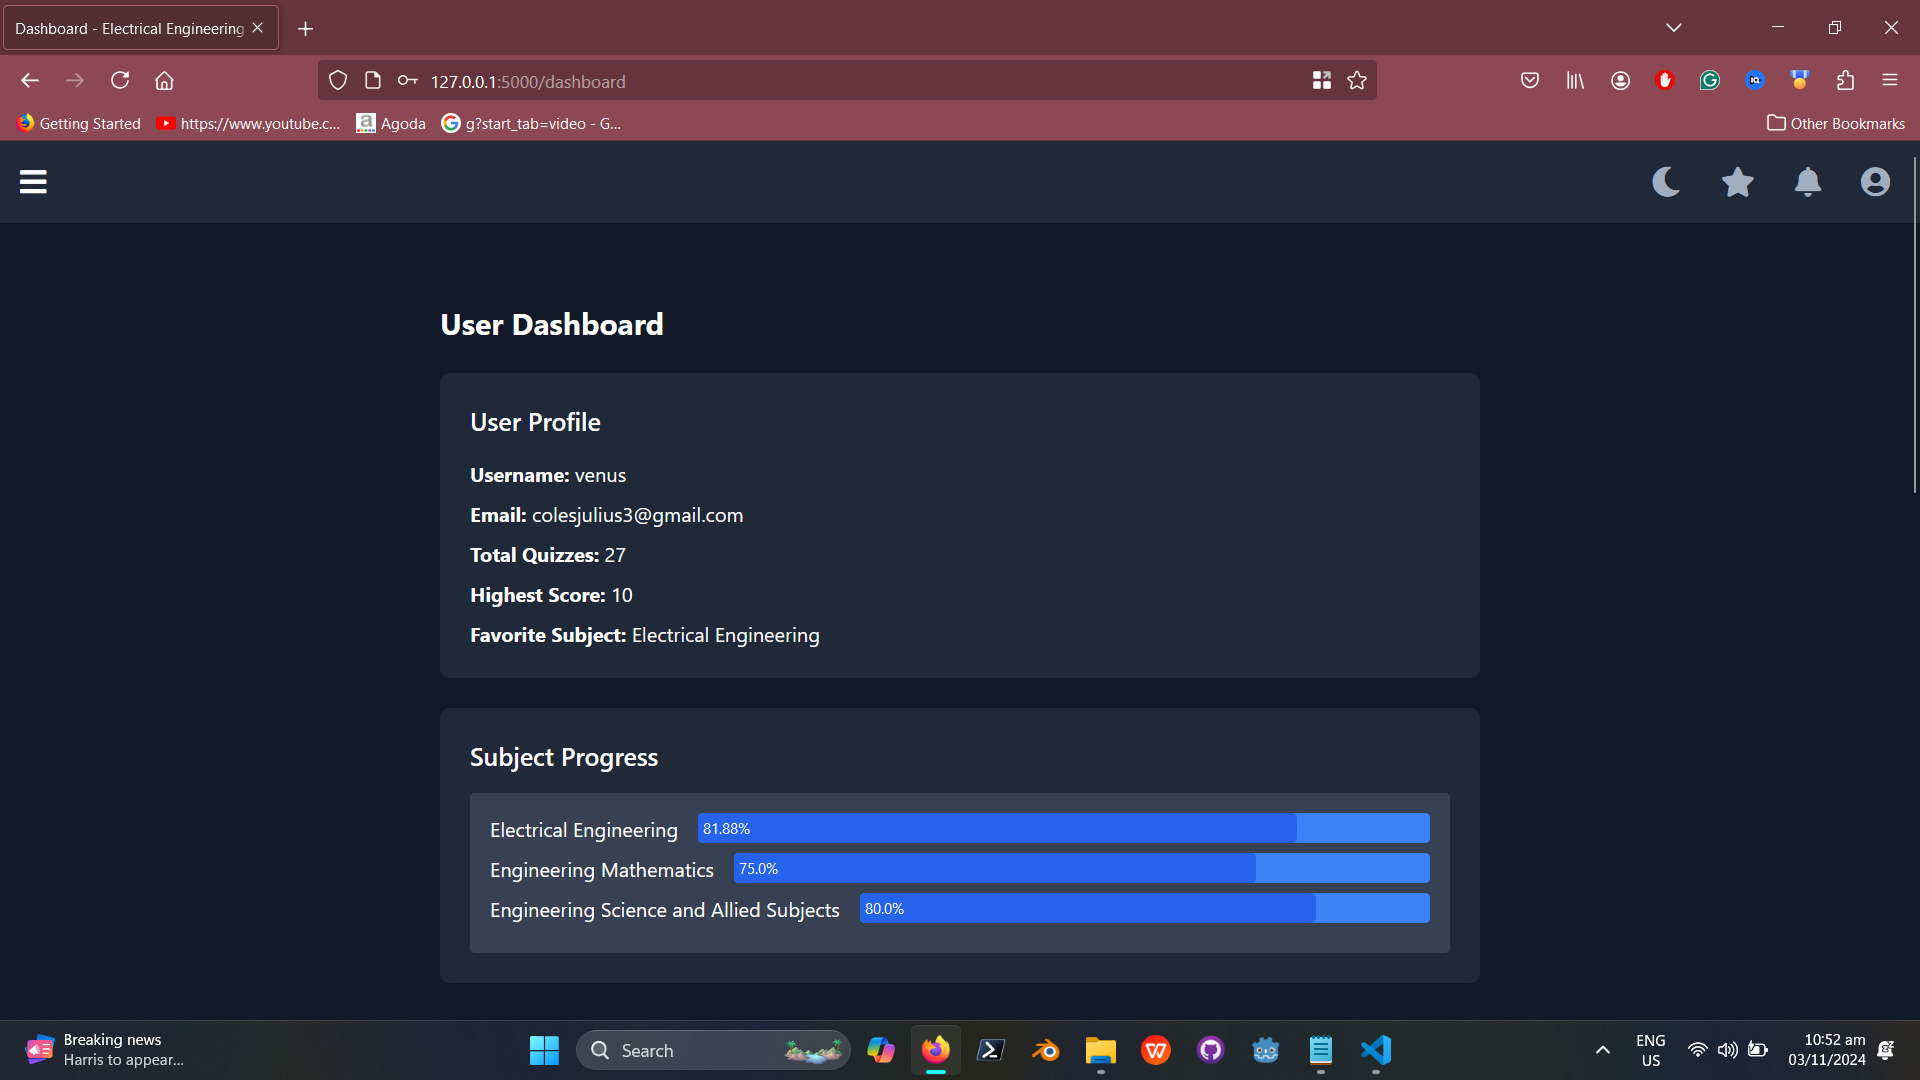 Dashboard - Electrical Engineering
127.0.0.1:5000/dashboard
Getting Started
https://www.youtube.c...
Agoda
g?start_tab=video - G...
Other Bookmarks
User Dashboard
User Profile
Username: venus
Email: colesjulius3@gmail.com
Total Quizzes: 27
Highest Score: 10
Favorite Subject: Electrical Engineering
Subject Progress
Electrical Engineering 81.88%
Engineering Mathematics 75.0%
Engineering Science and Allied Subjects 80.0%
Breaking news
Harris to appear...
Search
ENG
US
10:52 am
03/11/2024